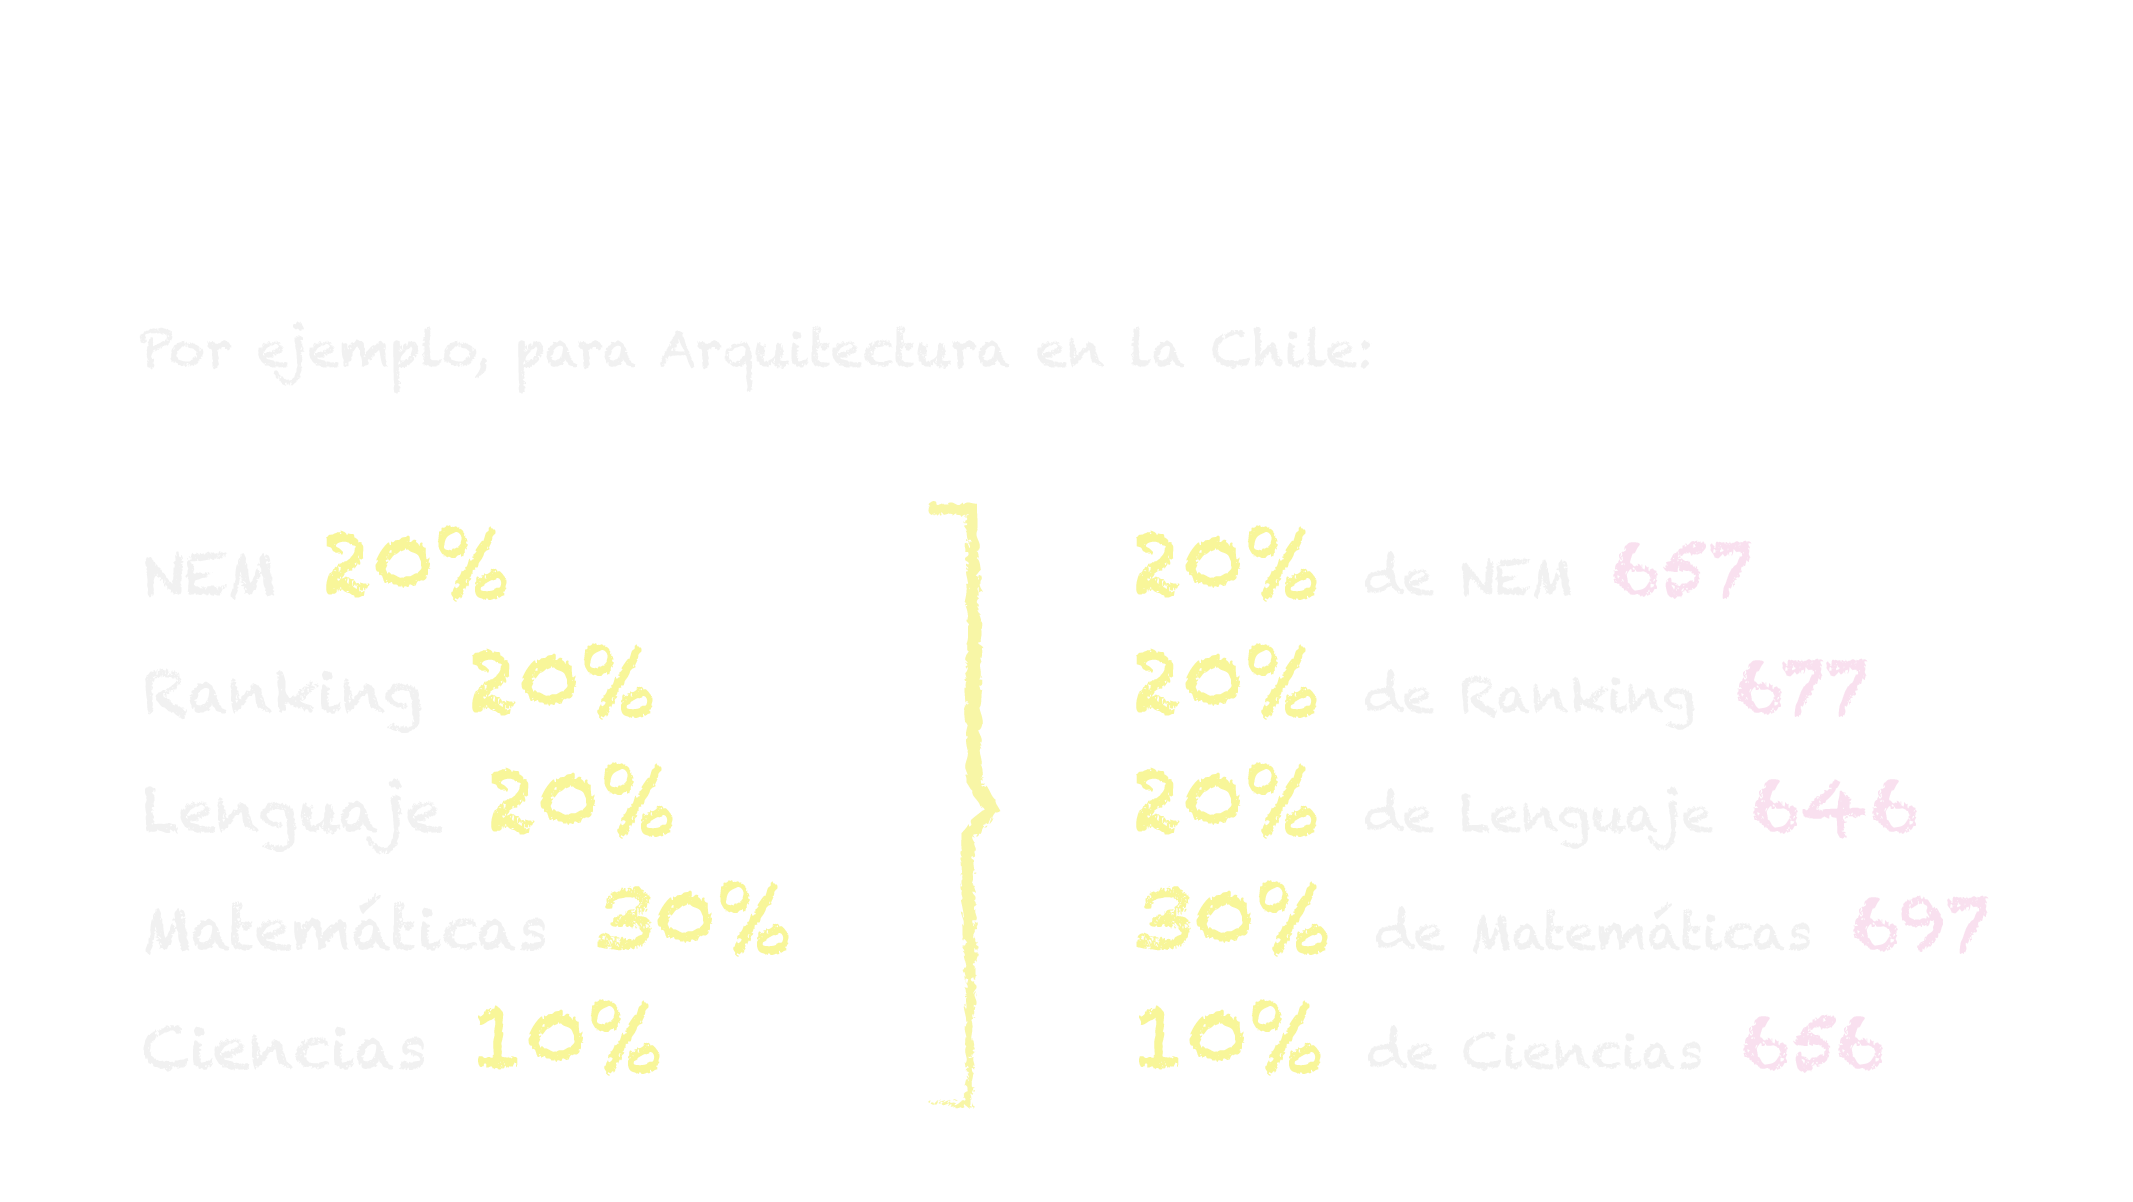 Por ejemplo, para Arquitectura en la Chile:
NEM 20%
Ranking 20%
Lenguaje 20%
Matemáticas 30%
Ciencias 10%
20% de NEM 657
20% de Ranking 677
20% de Lenguaje 646
30% de Matemáticas 697
10% de Ciencias 656